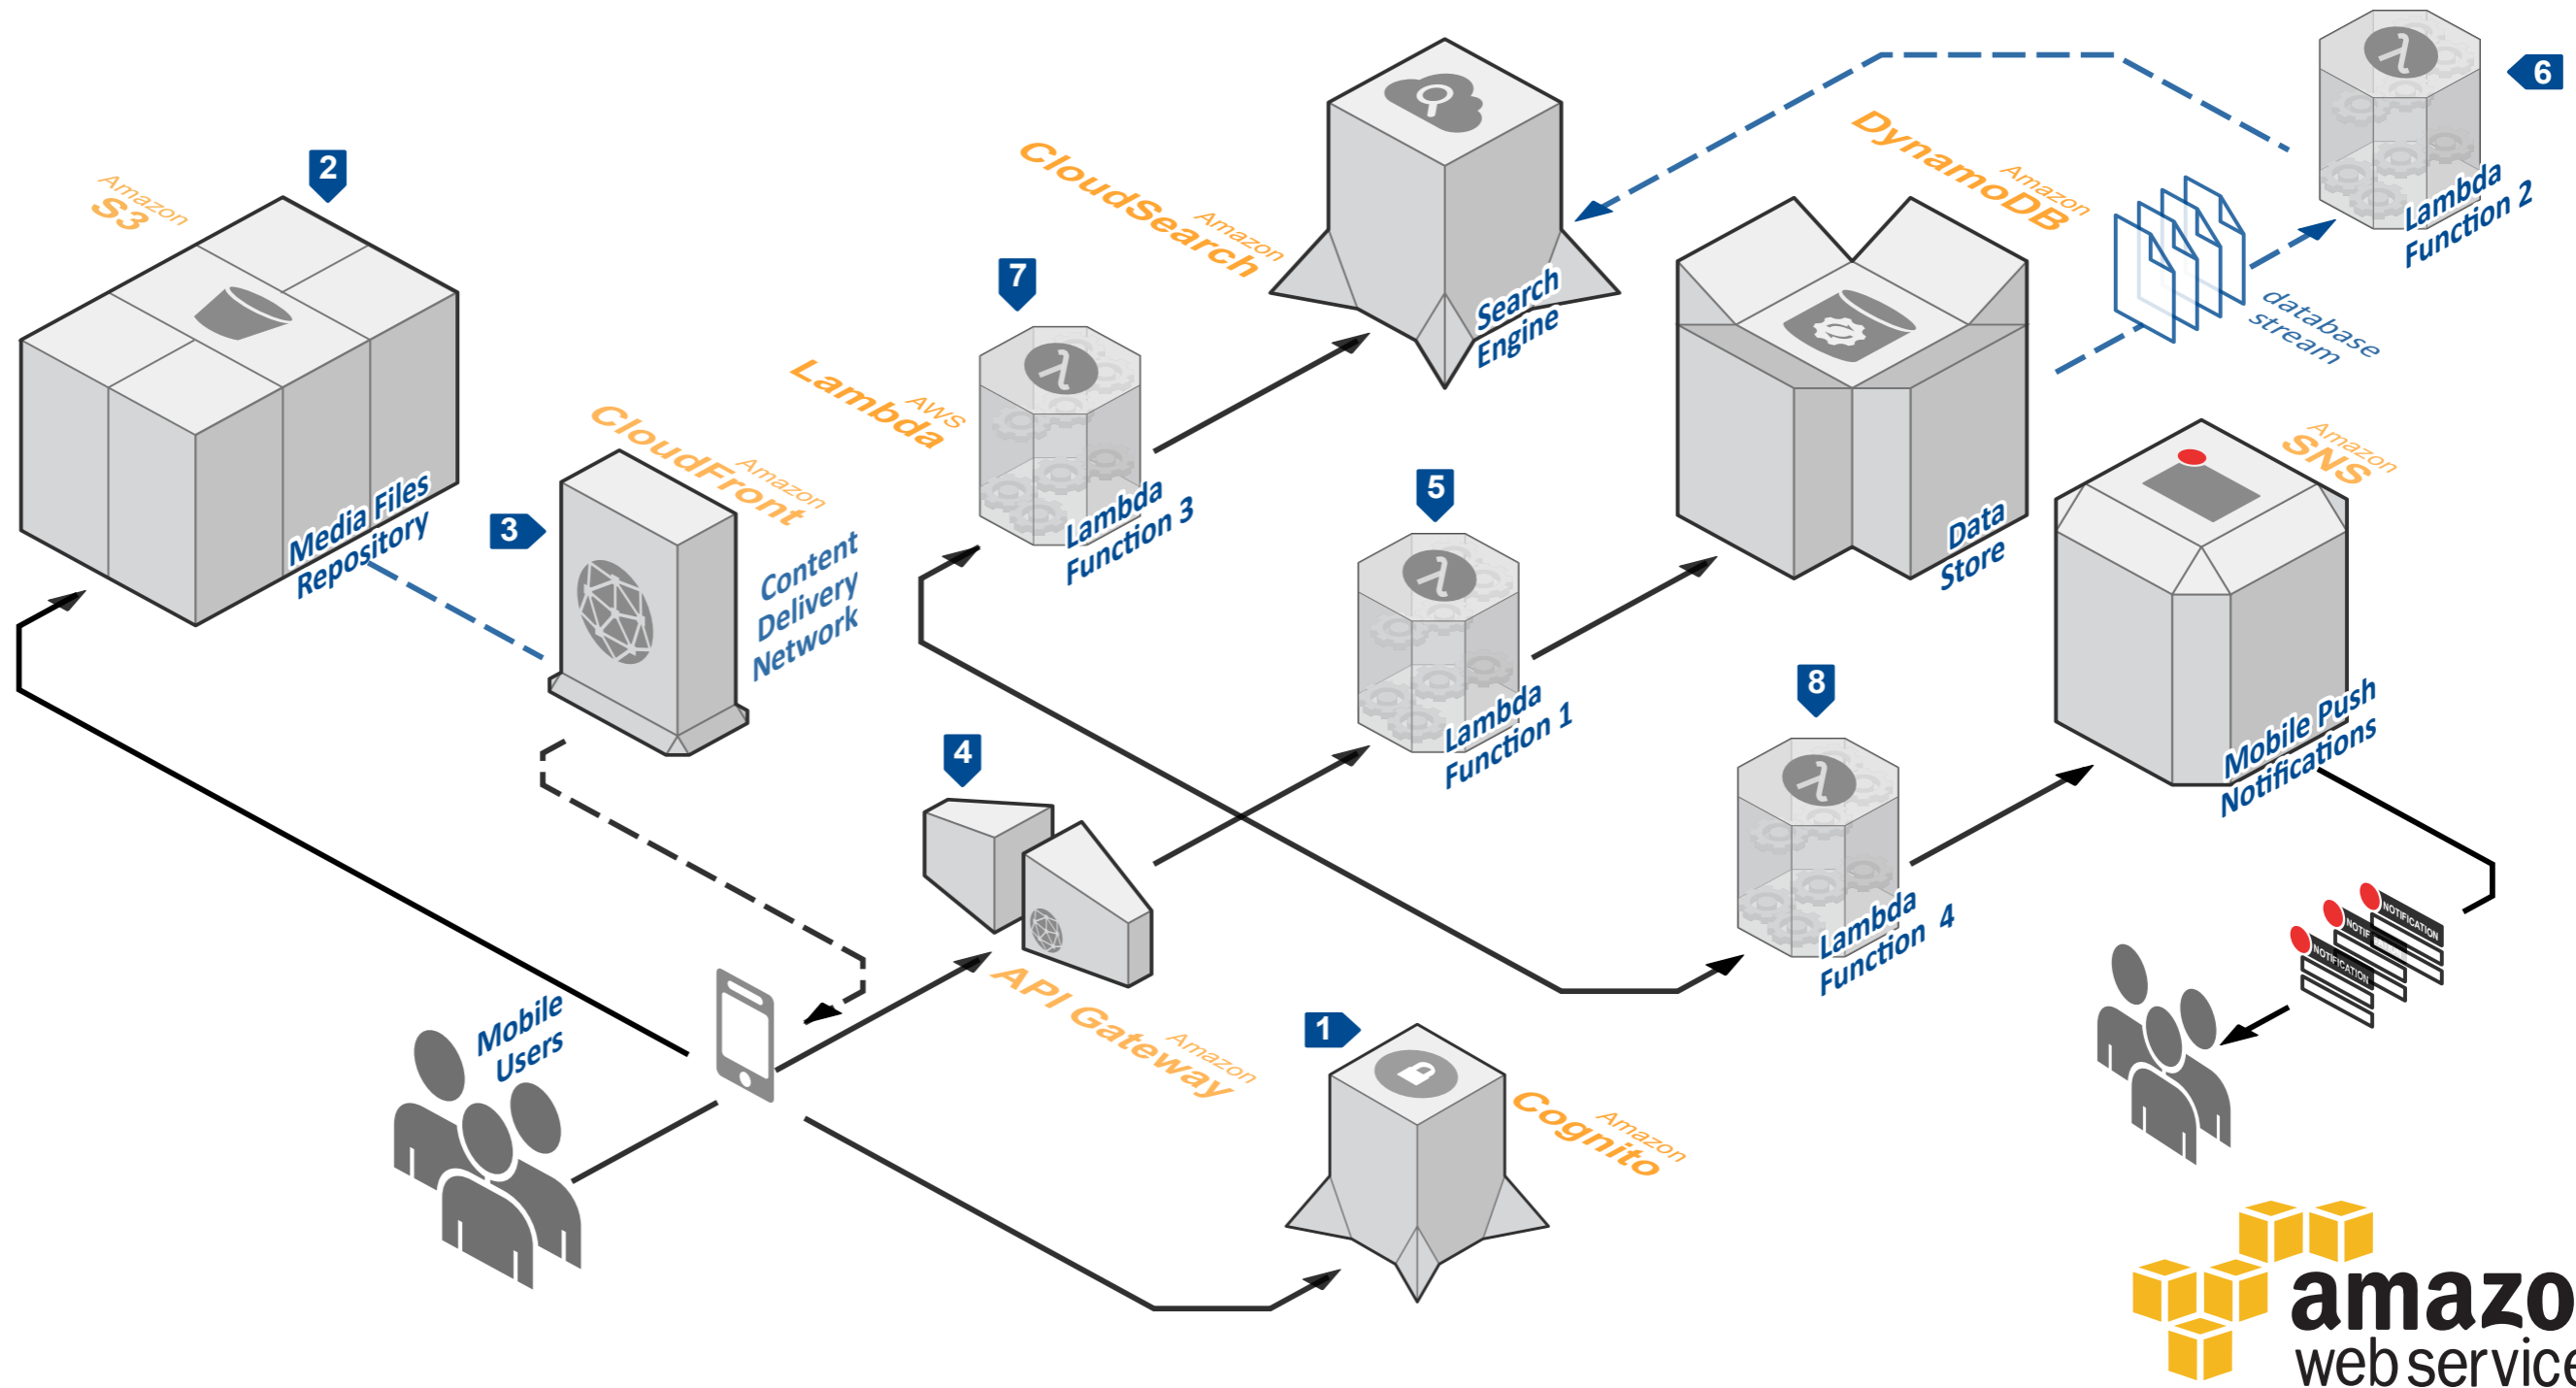 6
2
Amazon
S3
Amazon
CloudSearch
Amazon
DynamoDB
Lambda
Function 2
7
Search
Engine
database
stream
AWS
Lambda
Amazon
CloudFront
Amazon
SNS
3
Media Files
Repository
Lambda
Function 3
5
Content
Delivery
Network
Data
Store
Lambda
Function 1
8
4
Mobile Push
Notifications
Lambda
Function 4
NOTIFICATION
NOTIF
NOTIFICATION
Mobile
Users
Amazon
API Gateway
1
Amazon
Cognito
amazo
web service